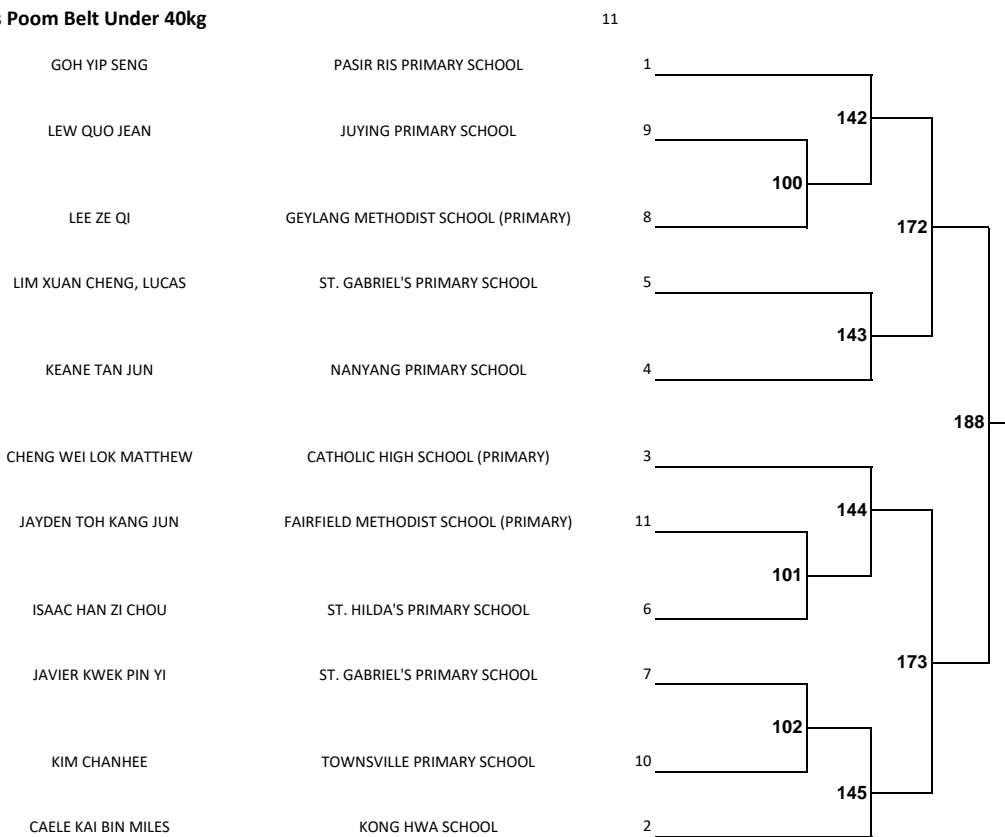 Poom Belt Under 40kg 11
GOH YIP SENG PASIR RIS PRIMARY SCHOOL 1
142
LEW QUO JEAN JUYING PRIMARY SCHOOL 9
100
LEE ZE QI GEYLANG METHODIST SCHOOL (PRIMARY) 8
172
LIM XUAN CHENG, LUCAS ST. GABRIEL'S PRIMARY SCHOOL 5
143
KEANE TAN JUN NANYANG PRIMARY SCHOOL 4
188
CHENG WEI LOK MATTHEW CATHOLIC HIGH SCHOOL (PRIMARY) 3
144
JAYDEN TOH KANG JUN FAIRFIELD METHODIST SCHOOL (PRIMARY) 11
101
ISAAC HAN ZI CHOU ST. HILDA'S PRIMARY SCHOOL 6
173
JAVIER KWEK PIN YI ST. GABRIEL'S PRIMARY SCHOOL 7
102
KIM CHANHEE TOWNSVILLE PRIMARY SCHOOL 10
145
CAELE KAI BIN MILES KONG HWA SCHOOL 2